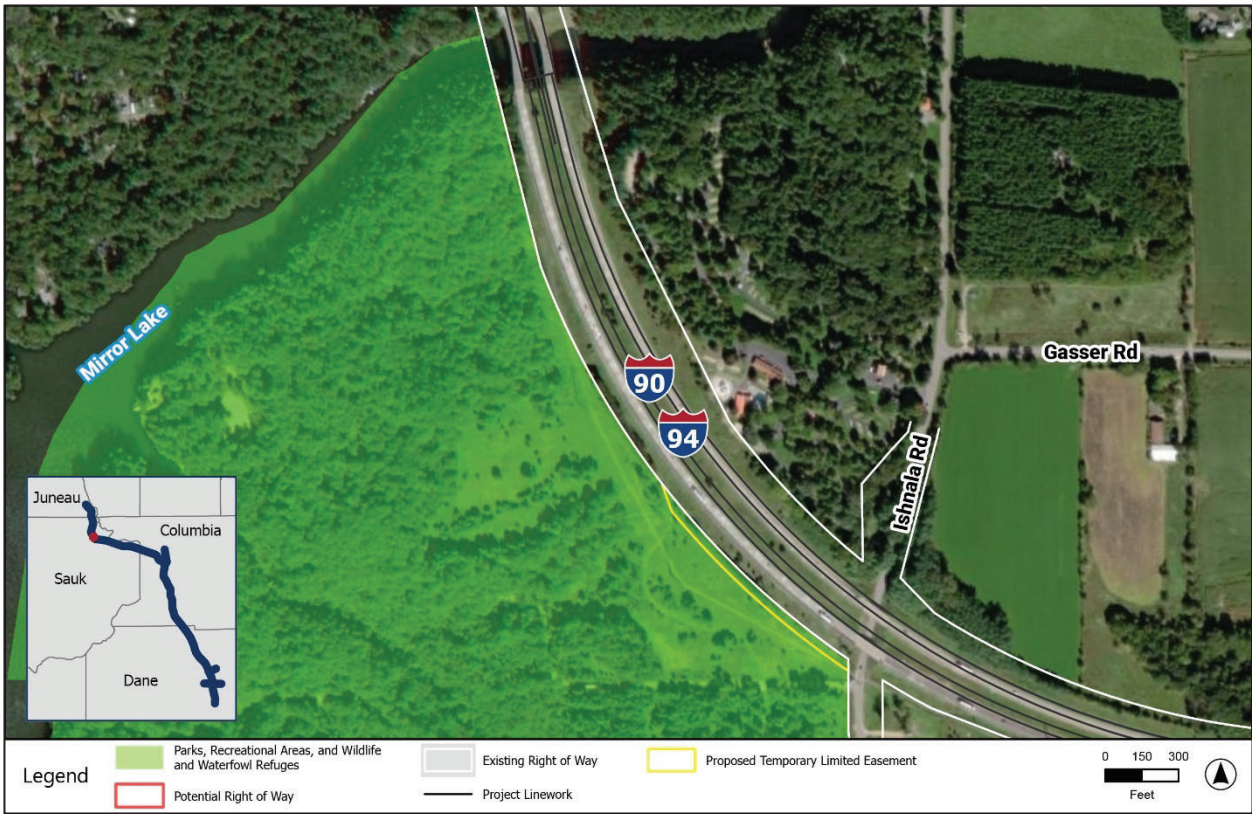 Mirror Lake
90
94
Gasser Rd
Ishnala Rd
Juneau
Columbia
Sauk
Dane
Legend
Parks, Recreational Areas, and Wildlife
and Waterfowl Refuges
Potential Right of Way
Existing Right of Way
Project Linework
Proposed Temporary Limited Easement
0 150 300
Feet